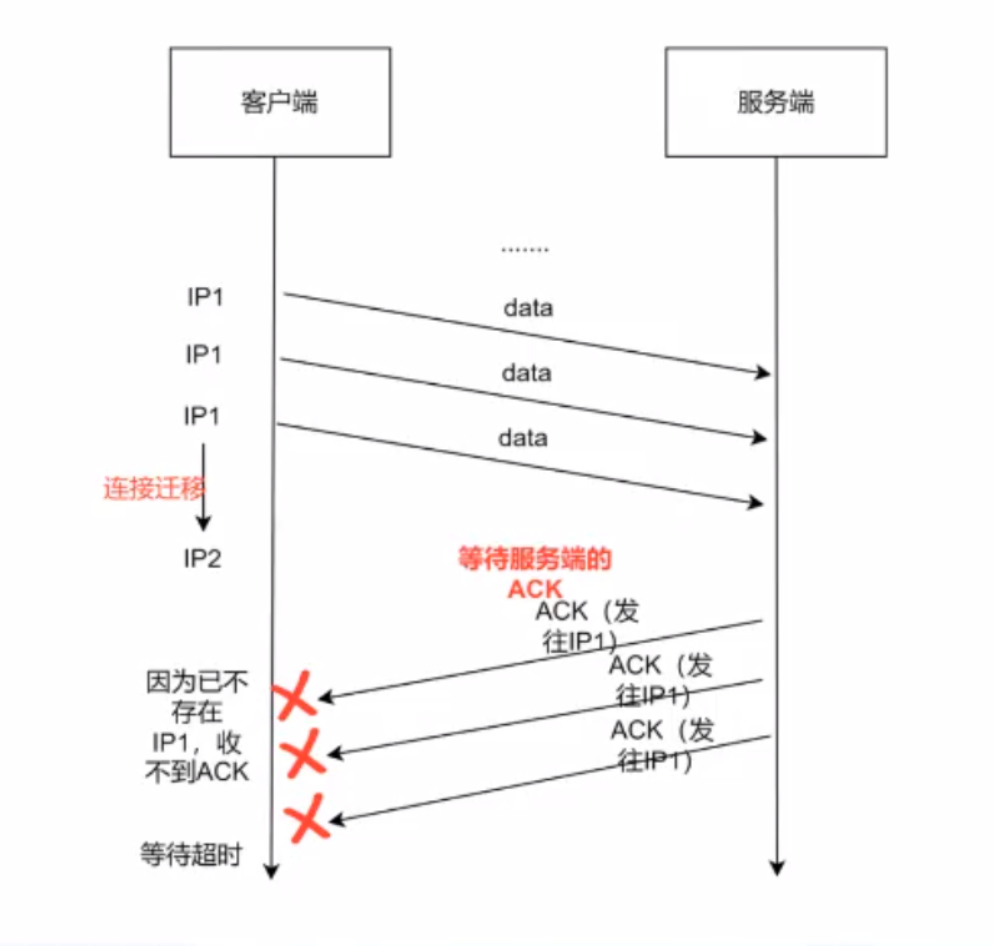 客户端
服务端
.......
IP1
data
IP1
data
IP1
data
连接迁移
IP2
等待服务端的
ACK
ACK（发
往IP1）
ACK（发
往IP1）
ACK（发
往IP1）
因为已不
存在
IP1，收
不到ACK
等待超时